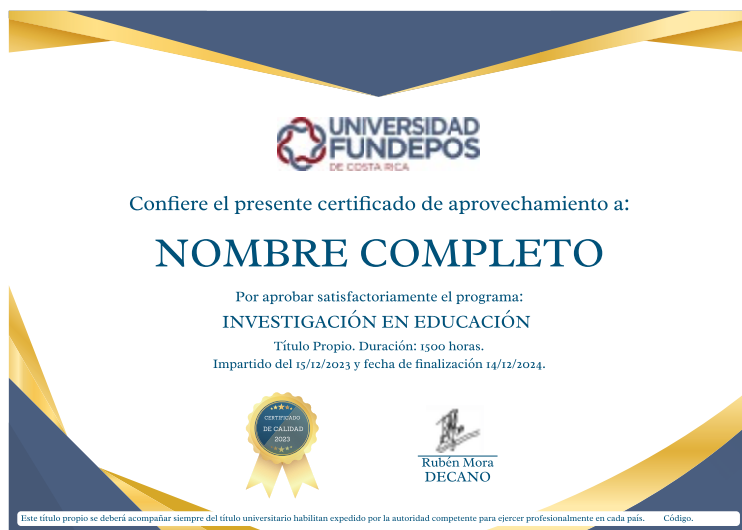 UNIVERSIDAD
FUNDEPOS
DE COSTA RICA
Confiere el presente certificado de aprovechamiento a:
NOMBRE COMPLETO
Por aprobar satisfactoriamente el programa:
INVESTIGACIÓN EN EDUCACIÓN
Título Propio. Duración: 1500 horas.
Impartido del 15/12/2023 y fecha de finalización 14/12/2024.
CERTIFICADO
DE CALIDAD
2023
Rubén Mora
DECANO
Este título propio se deberá acompañar siempre del título universitario habilitan expedido por la autoridad competente para ejercer profesionalmente en cada país. Código.